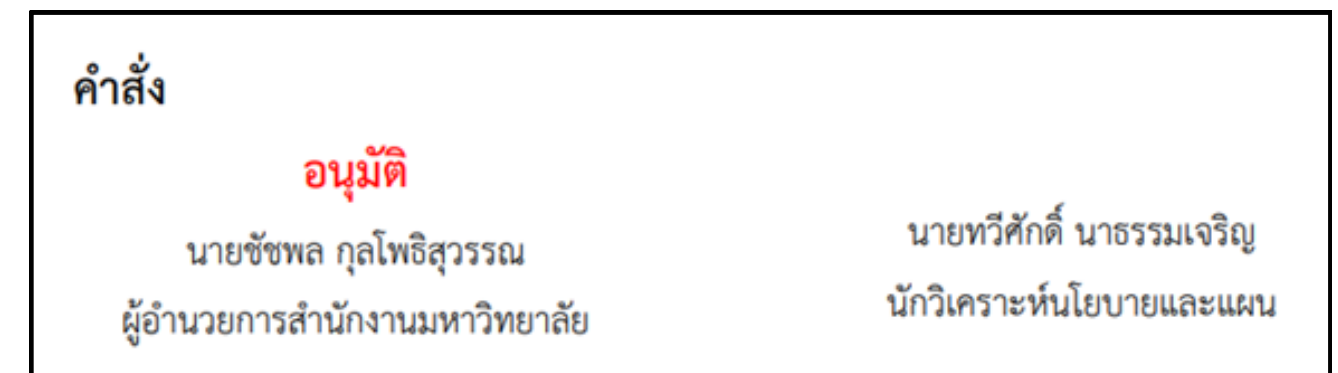 คำสั่ง
อนุมัติ
นายชัชพล กุลโพธิสุวรรณ
ผู้อำนวยการสำนักงานมหาวิทยาลัย
นายทวีศักดิ์ นาธรรมเจริญ
นักวิเคราะห์นโยบายและแผน